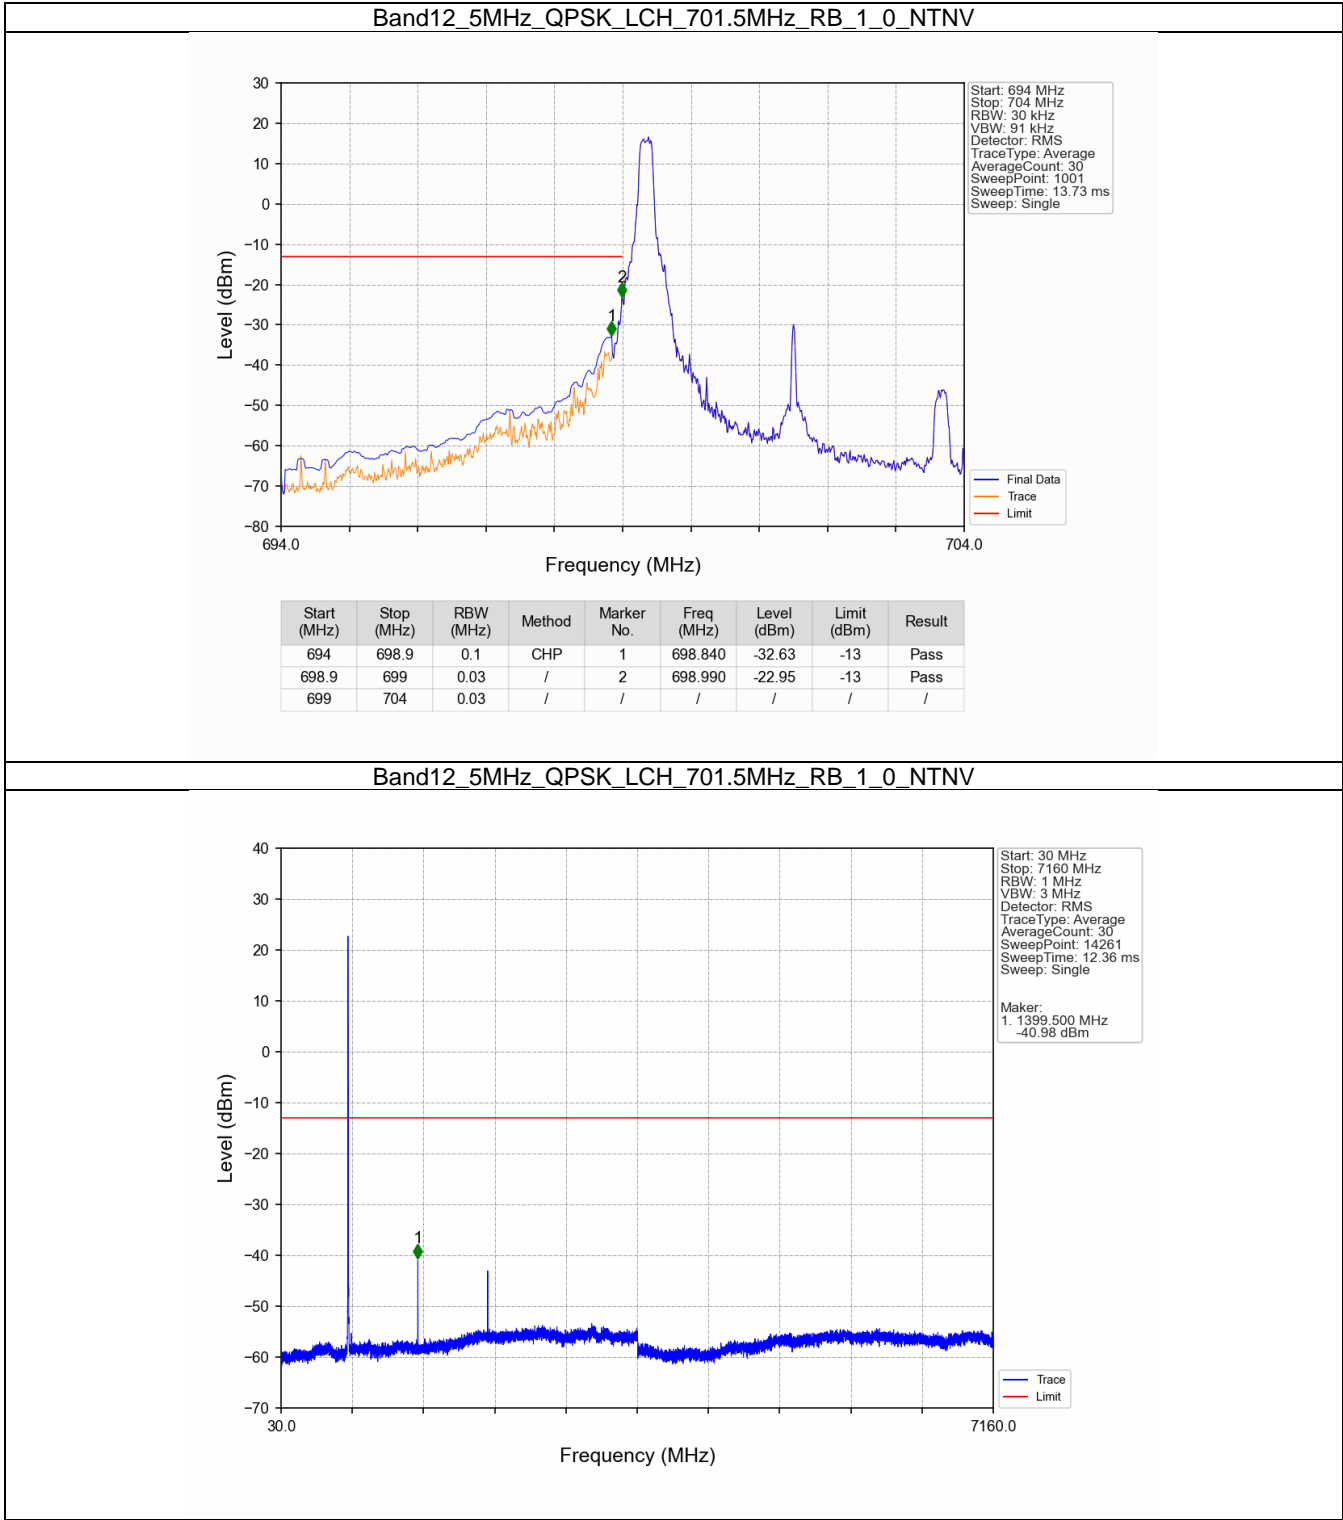 Band12_5MHz_QPSK_LCH_701.5MHz_RB_1_0_NTNV
30
20
10
0
−10
−20
−30
−40
−50
−60
−70
−80
Level (dBm)
1
2
694.0
704.0
Frequency (MHz)
Start: 694 MHz
Stop: 704 MHz
RBW: 30 kHz
VBW: 91 kHz
Detector: RMS
TraceType: Average
AverageCount: 30
SweepPoint: 1001
SweepTime: 13.73 ms
Sweep: Single
Final Data
Trace
Limit
Start (MHz) Stop (MHz) RBW (MHz) Method Marker No. Freq (MHz) Level (dBm) Limit (dBm) Result
694 698.9 0.1 CHP 1 698.840 -32.63 -13 Pass
698.9 699 0.03 / 2 698.990 -22.95 -13 Pass
699 704 0.03 / / / / / /
Band12_5MHz_QPSK_LCH_701.5MHz_RB_1_0_NTNV
40
30
20
10
0
−10
−20
−30
−40
−50
−60
−70
Level (dBm)
1
30.0
7160.0
Frequency (MHz)
Start: 30 MHz
Stop: 7160 MHz
RBW: 1 MHz
VBW: 3 MHz
Detector: RMS
TraceType: Average
AverageCount: 30
SweepPoint: 14261
SweepTime: 12.36 ms
Sweep: Single
Maker:
1. 1399.500 MHz
-40.98 dBm
Trace
Limit